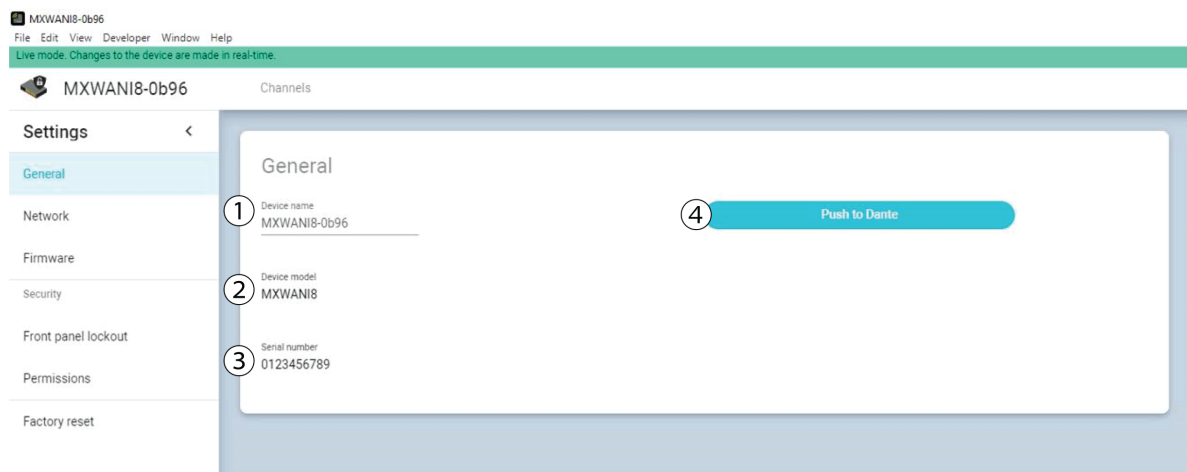 MXWANI8-0b96
File Edit View Developer Window Help
Live mode. Changes to the device are made in real-time.
MXWANI8-0b96
Channels
Settings
General
Network
Firmware
Security
Front panel lockout
Permissions
Factory reset
General
1 Device name
MXWANI8-0b96
2 Device model
MXWANI8
3 Serial number
0123456789
4 Push to Dante